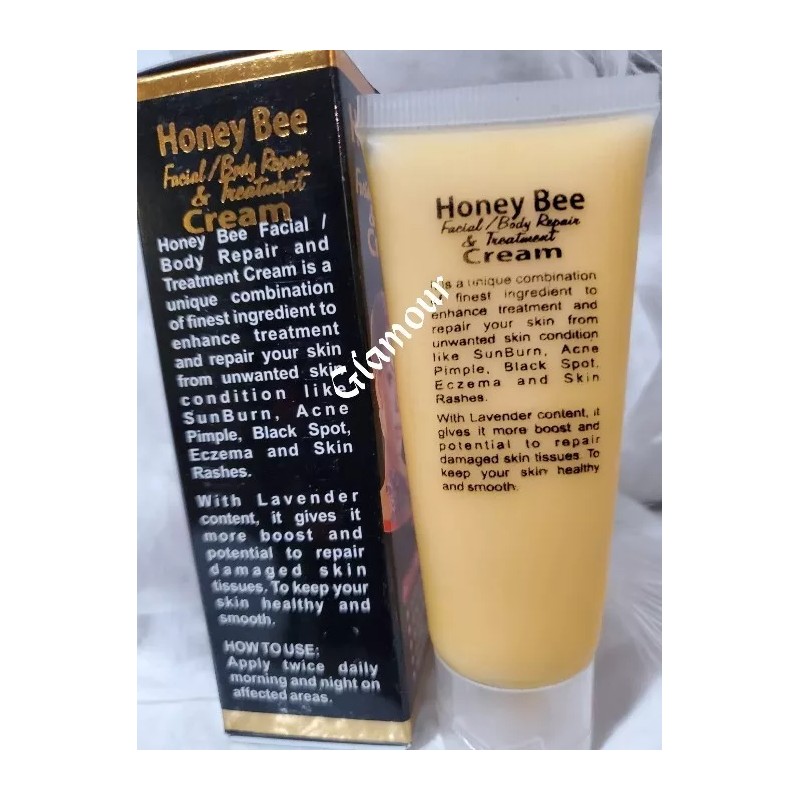 Honey Bee
Facial / Body Repair
& Treatment
Cream
Honey Bee Facial /
Body Repair and
Treatment Cream is a
unique combination
of finest ingredient to
enhance treatment
and repair your skin
from unwanted skin
condition like
SunBurn, Acne
Pimple, Black Spot,
Eczema and Skin
Rashes.
With Lavender
content, it gives it
more boost and
potential to repair
damaged skin
tissues. To keep your
skin healthy and
smooth.
HOW TO USE:
Apply twice daily
morning and night on
affected areas.
Glamour
Honey Bee
Facial / Body Repair
& Treatment
Cream
is a unique combination
of finest ingredient to
enhance treatment and
repair your skin from
unwanted skin condition
like SunBurn, Acne
Pimple, Black Spot,
Eczema and Skin
Rashes.
With Lavender content, it
gives it more boost and
potential to repair
damaged skin tissues. To
keep your skin healthy
and smooth.